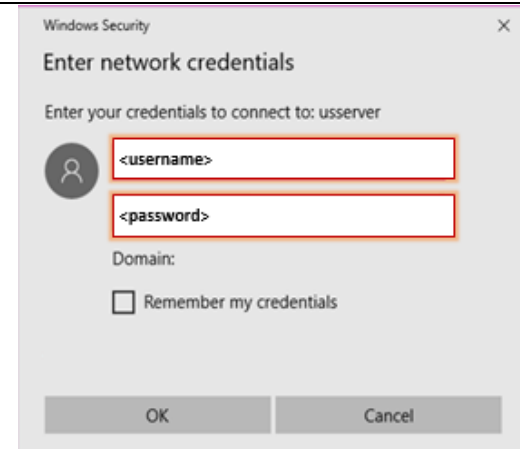 Windows Security
Enter network credentials
Enter your credentials to connect to: usserver
<username>
<password>
Domain:
Remember my credentials
OK Cancel